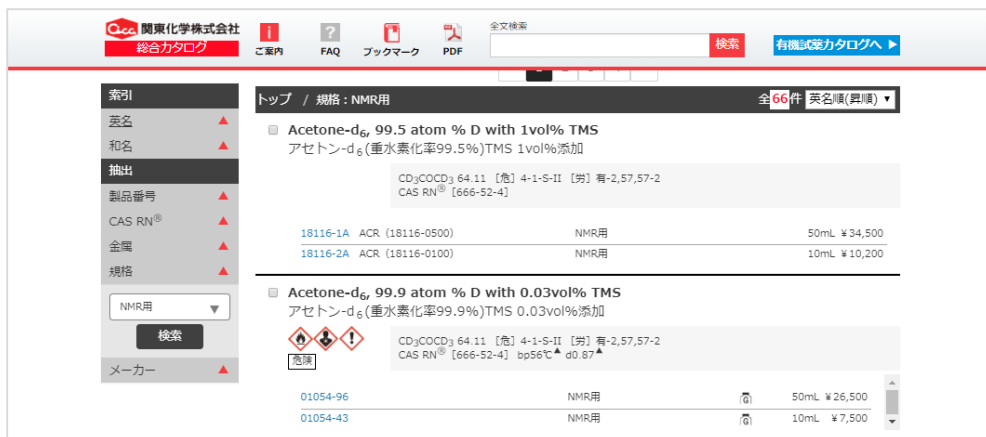 acc 関東化学株式会社
総合カタログ
ご案内
FAQ
ブックマーク
PDF
全文検索
検索
有機試薬カタログへ ▶
索引
英名 ▲
和名 ▲
抽出
製品番号 ▲
CAS RN® ▲
金属 ▲
規格 ▲
NMR用 ▼
検索
メーカー ▲
トップ / 規格:NMR用
全66件 英名順(昇順) ▼
Acetone-d₆, 99.5 atom % D with 1vol% TMS
アセトン-d₆(重水素化率99.5%)TMS 1vol%添加
CD₃COCD₃ 64.11 [危] 4-1-S-II [労] 有-2,57,57-2
CAS RN® [666-52-4]
18116-1A ACR (18116-0500) NMR用 50mL ¥34,500
18116-2A ACR (18116-0100) NMR用 10mL ¥10,200
Acetone-d₆, 99.9 atom % D with 0.03vol% TMS
アセトン-d₆(重水素化率99.9%)TMS 0.03vol%添加
危険
CD₃COCD₃ 64.11 [危] 4-1-S-II [労] 有-2,57,57-2
CAS RN® [666-52-4] bp56℃▲ d0.87▲
01054-96 NMR用 G 50mL ¥26,500
01054-43 NMR用 G 10mL ¥7,500